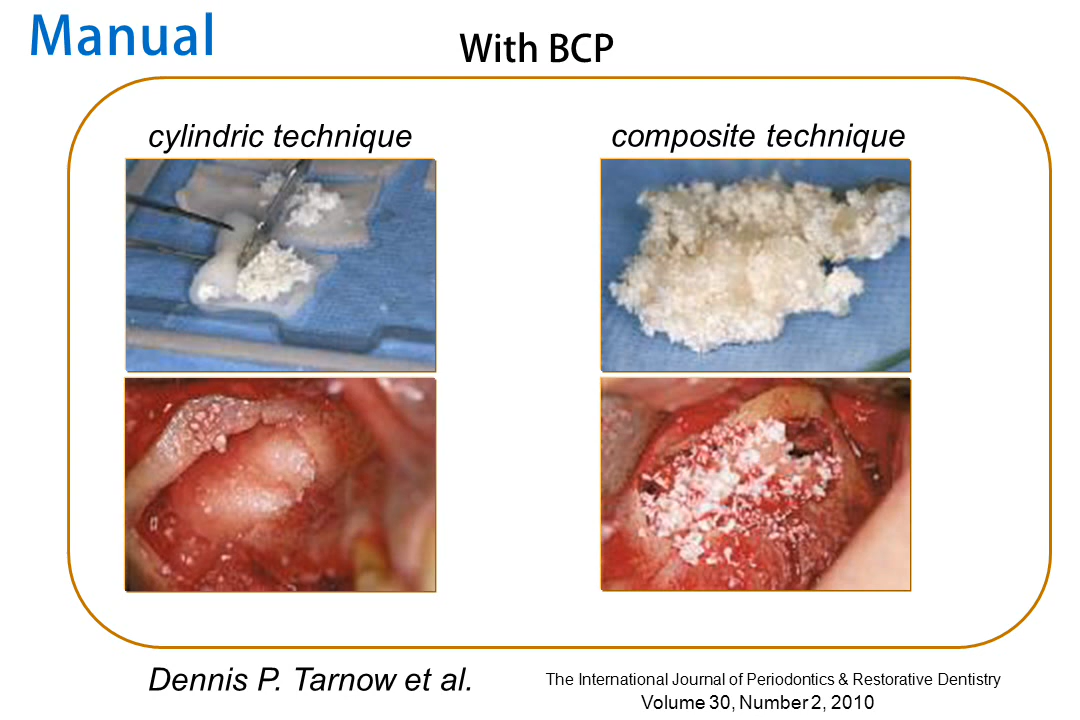 Manual
With BCP
cylindric technique
composite technique
Dennis P. Tarnow et al.
The International Journal of Periodontics & Restorative Dentistry
Volume 30, Number 2, 2010